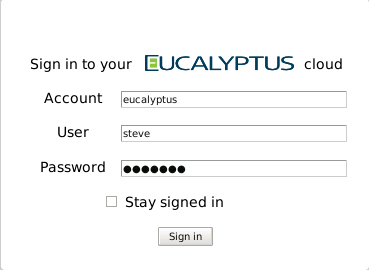 Sign in to your EUCALYPTUS cloud
Account eucalyptus
User steve
Password ●●●●●●●
Stay signed in
Sign in